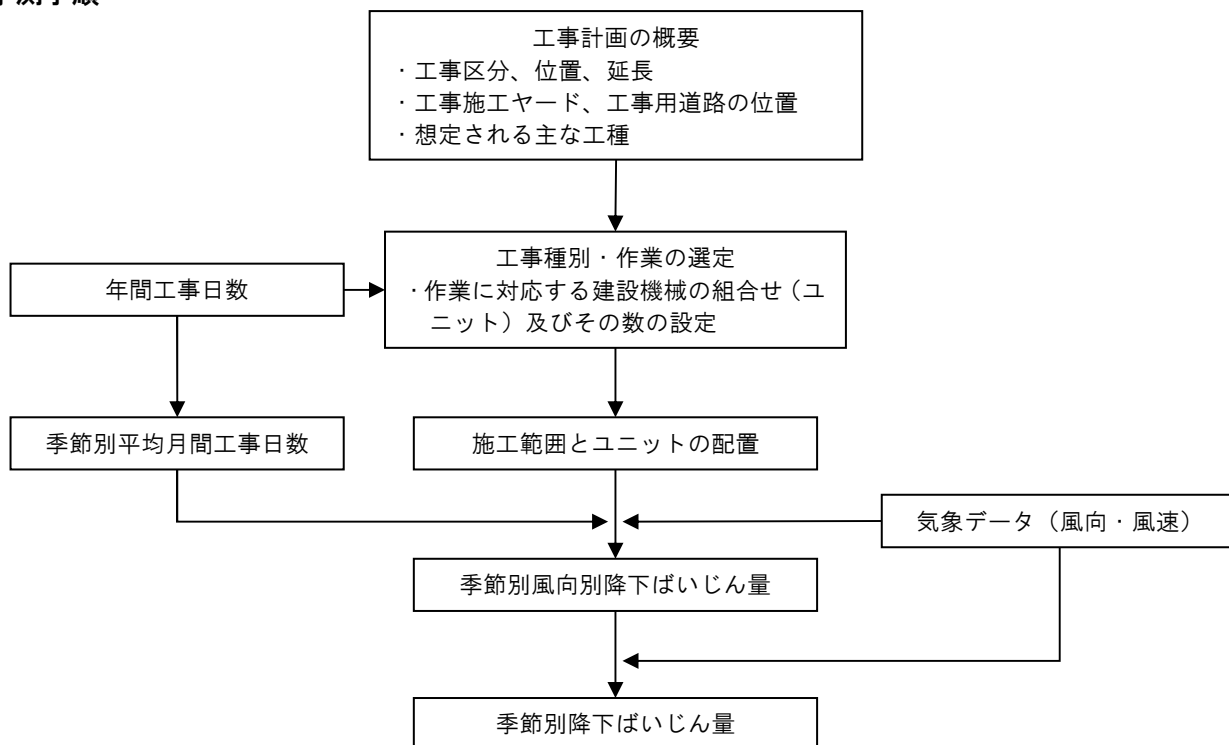 工事計画の概要
・工事区分、位置、延長
・工事施工ヤード、工事用道路の位置
・想定される主な工種
工事種別・作業の選定
・作業に対応する建設機械の組合せ（ユ
ニット）及びその数の設定
年間工事日数
季節別平均月間工事日数
施工範囲とユニットの配置
気象データ（風向・風速）
季節別風向別降下ばいじん量
季節別降下ばいじん量